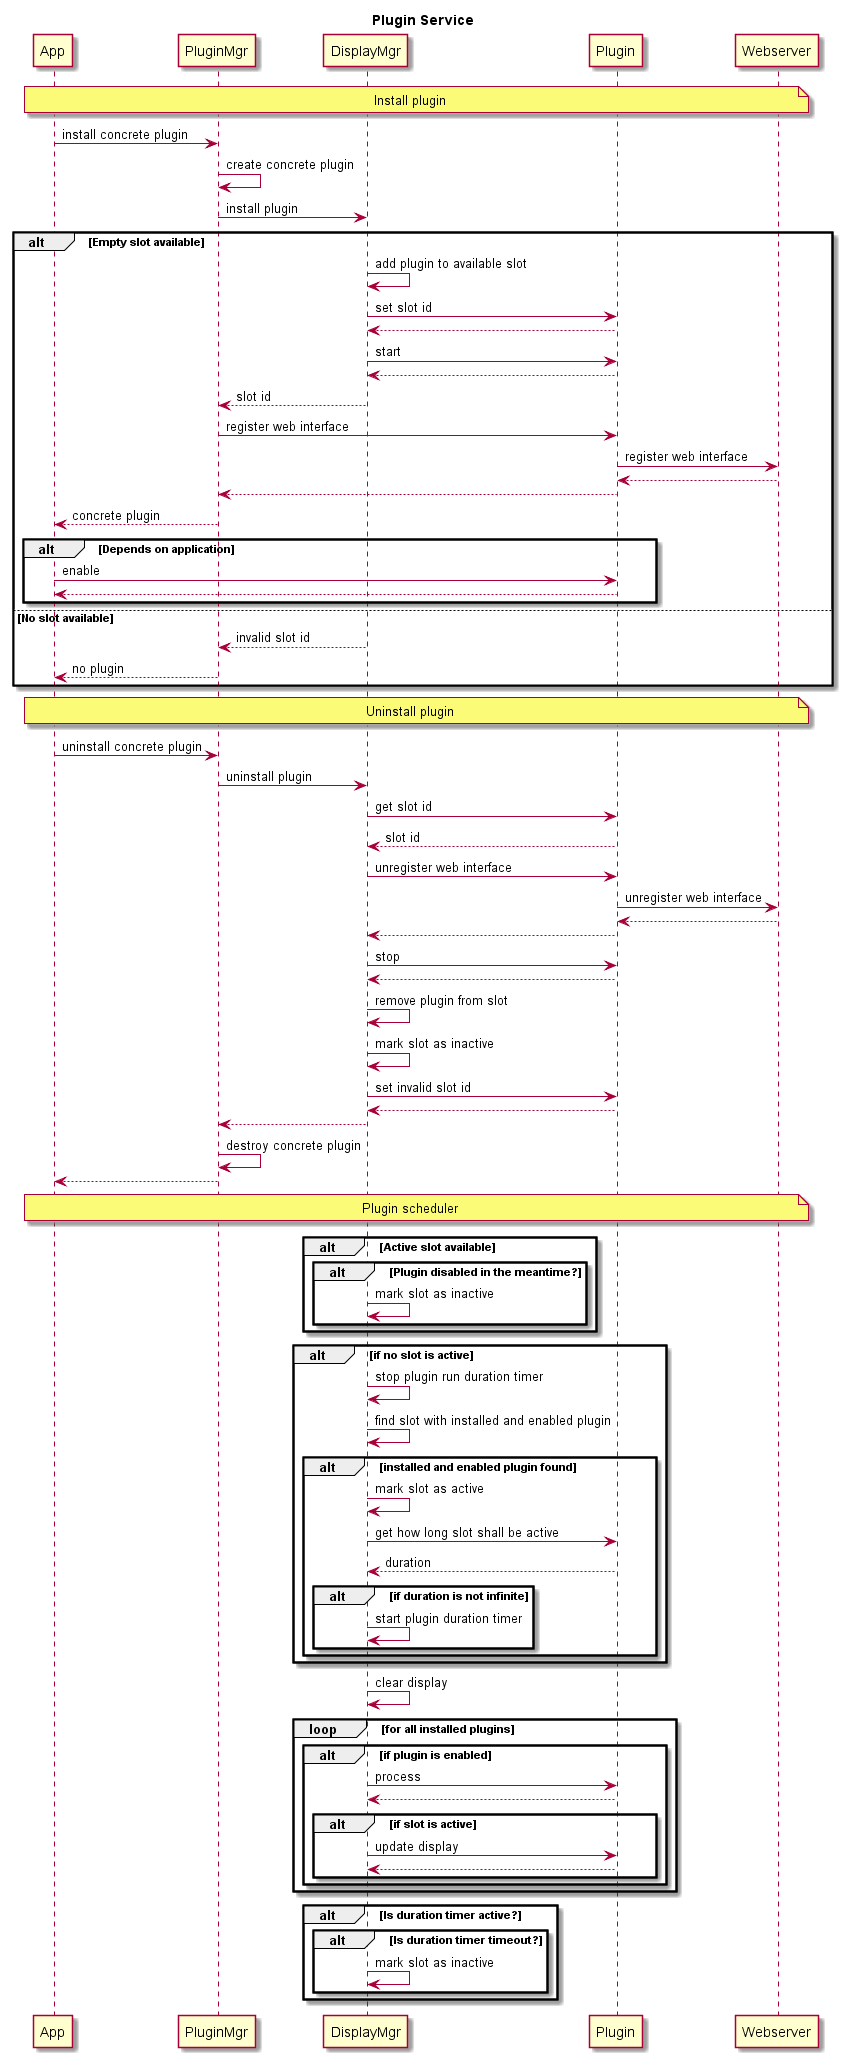 Plugin Service
App
PluginMgr
DisplayMgr
Plugin
Webserver
Install plugin
install concrete plugin
create concrete plugin
install plugin
alt [Empty slot available]
add plugin to available slot
set slot id
start
slot id
register web interface
register web interface
concrete plugin
alt [Depends on application]
enable
[No slot available]
invalid slot id
no plugin
Uninstall plugin
uninstall concrete plugin
uninstall plugin
get slot id
slot id
unregister web interface
unregister web interface
stop
remove plugin from slot
mark slot as inactive
set invalid slot id
destroy concrete plugin
Plugin scheduler
alt [Active slot available]
alt [Plugin disabled in the meantime?]
mark slot as inactive
alt [if no slot is active]
stop plugin run duration timer
find slot with installed and enabled plugin
alt [installed and enabled plugin found]
mark slot as active
get how long slot shall be active
duration
alt [if duration is not infinite]
start plugin duration timer
clear display
loop [for all installed plugins]
alt [if plugin is enabled]
process
alt [if slot is active]
update display
alt [Is duration timer active?]
alt [Is duration timer timeout?]
mark slot as inactive
App
PluginMgr
DisplayMgr
Plugin
Webserver